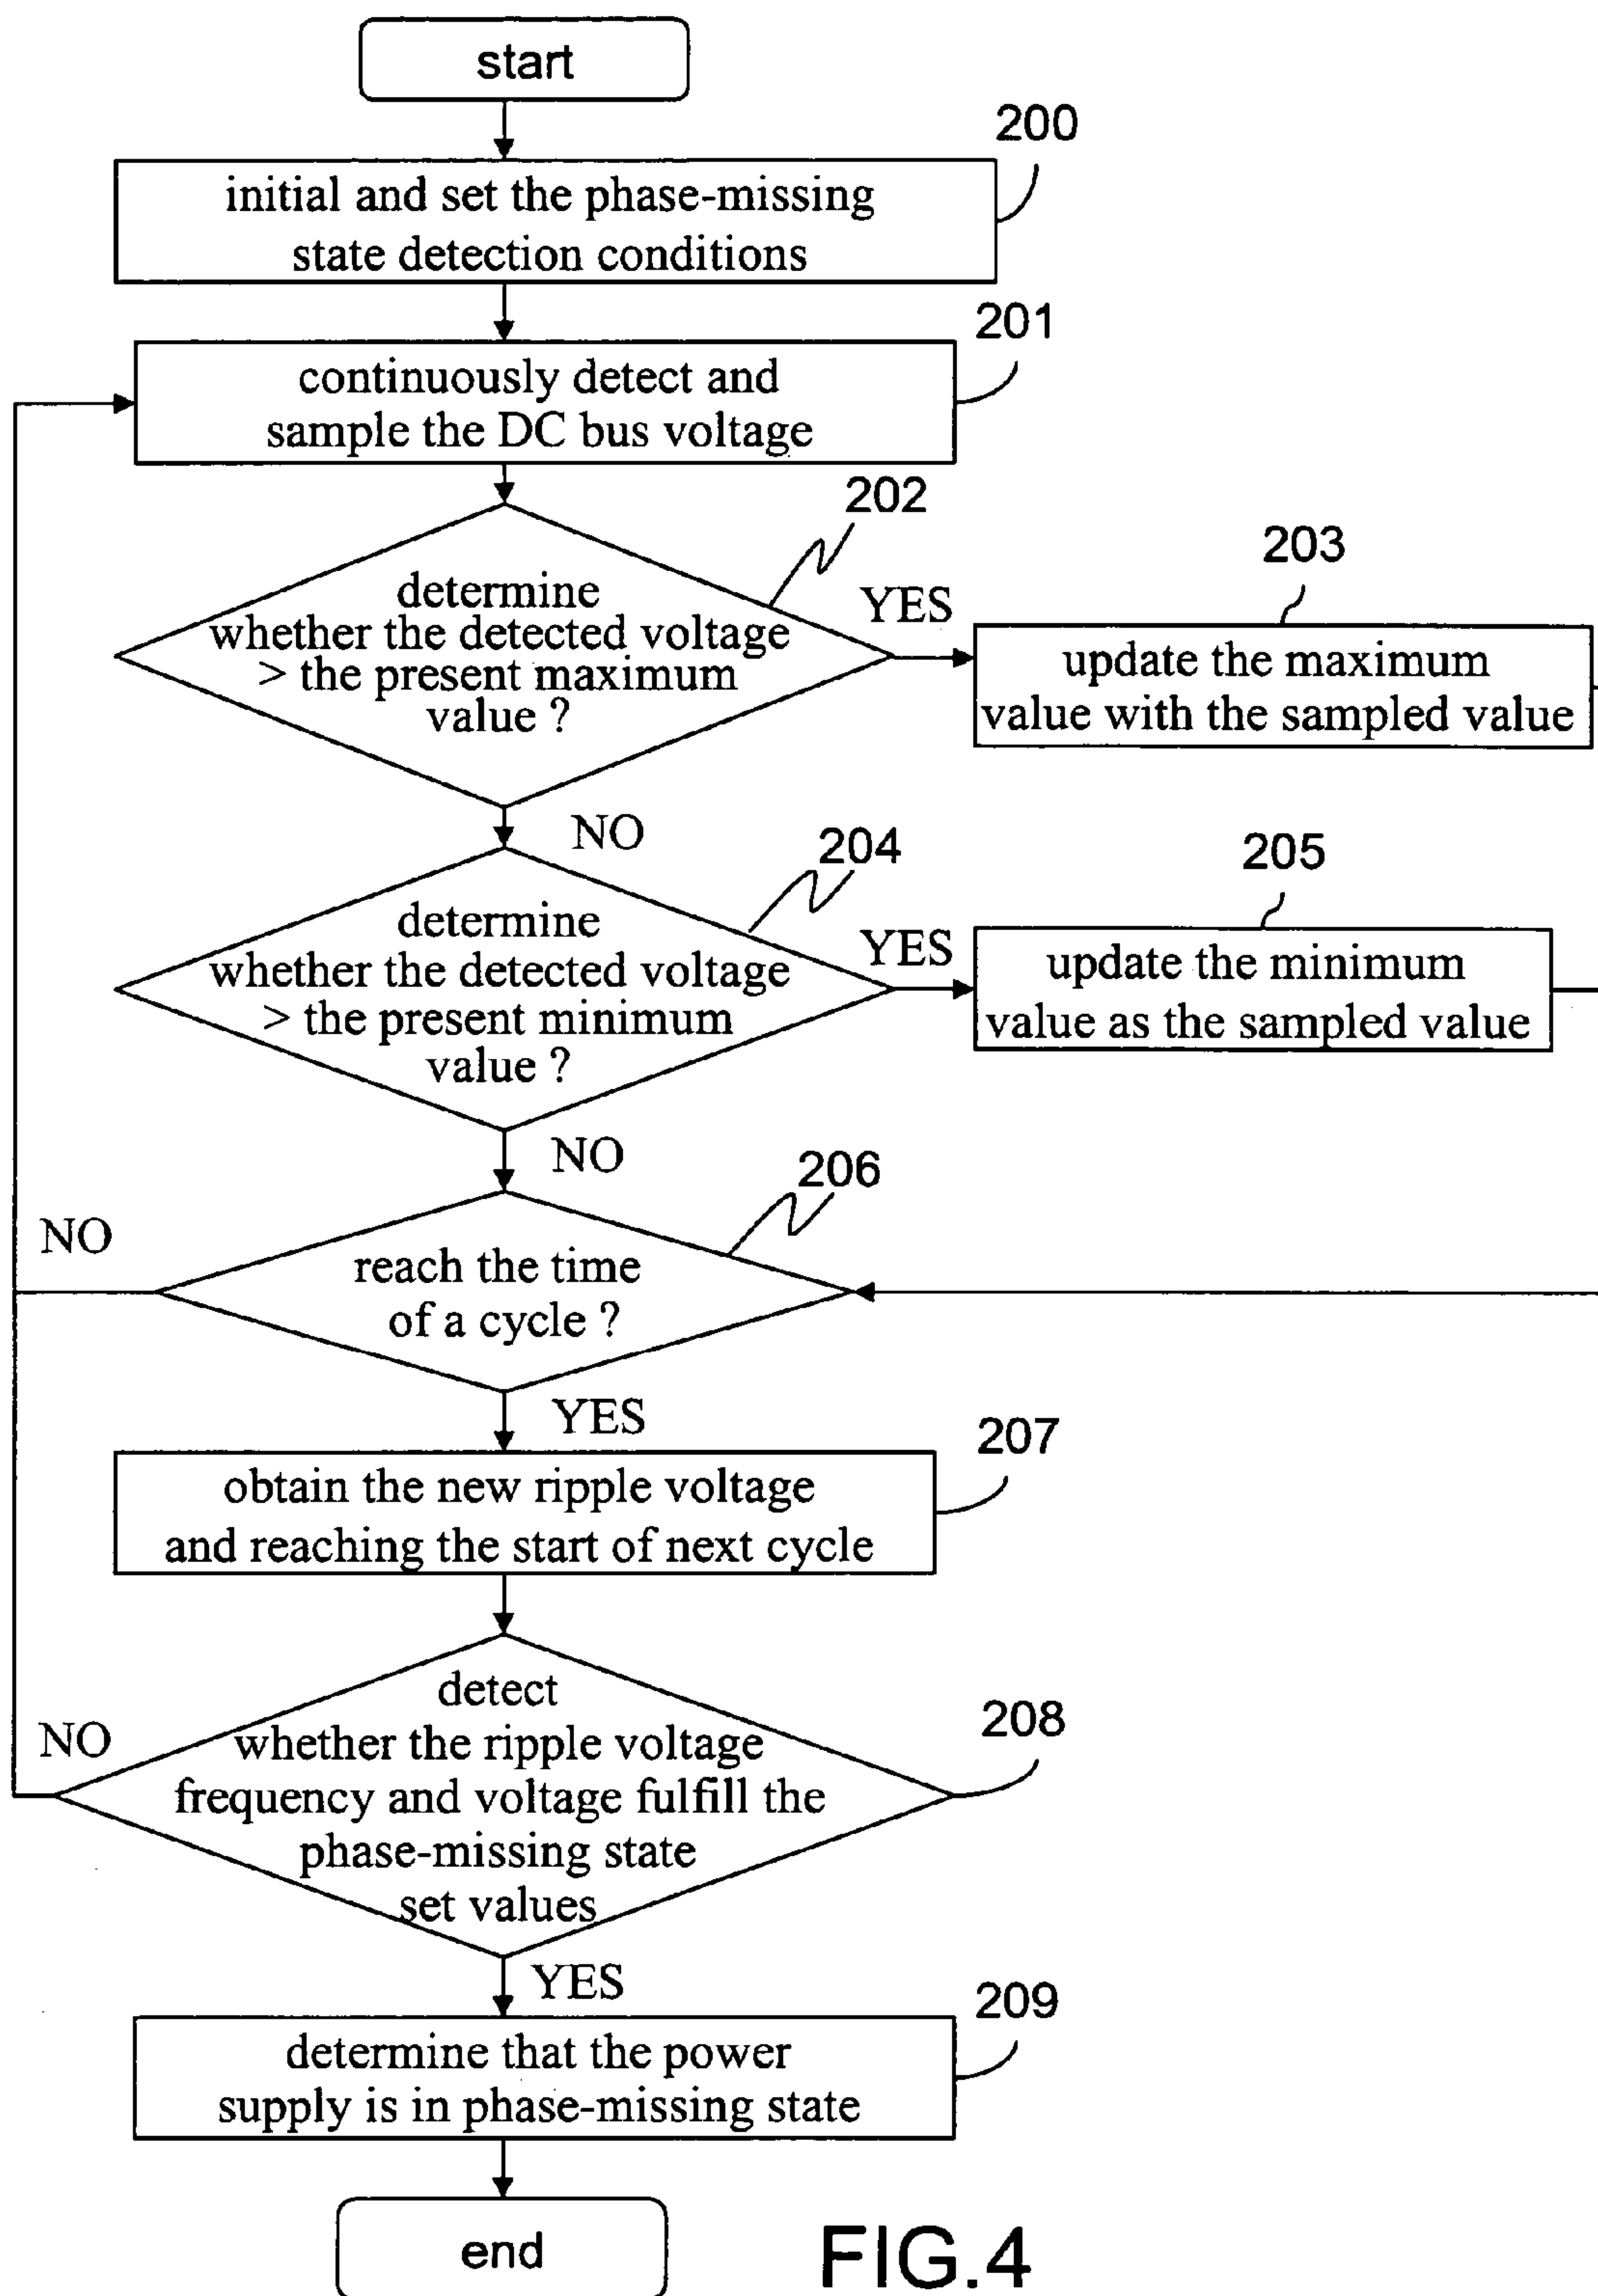 start
200
initial and set the phase-missing
state detection conditions
201
continuously detect and
sample the DC bus voltage
202
determine
whether the detected voltage
> the present maximum
value ?
YES
203
update the maximum
value with the sampled value
NO
204
determine
whether the detected voltage
> the present minimum
value ?
YES
205
update the minimum
value as the sampled value
NO
206
reach the time
of a cycle ?
NO
YES
207
obtain the new ripple voltage
and reaching the start of next cycle
208
detect
whether the ripple voltage
frequency and voltage fulfill the
phase-missing state
set values
NO
YES
209
determine that the power
supply is in phase-missing state
end
FIG.4